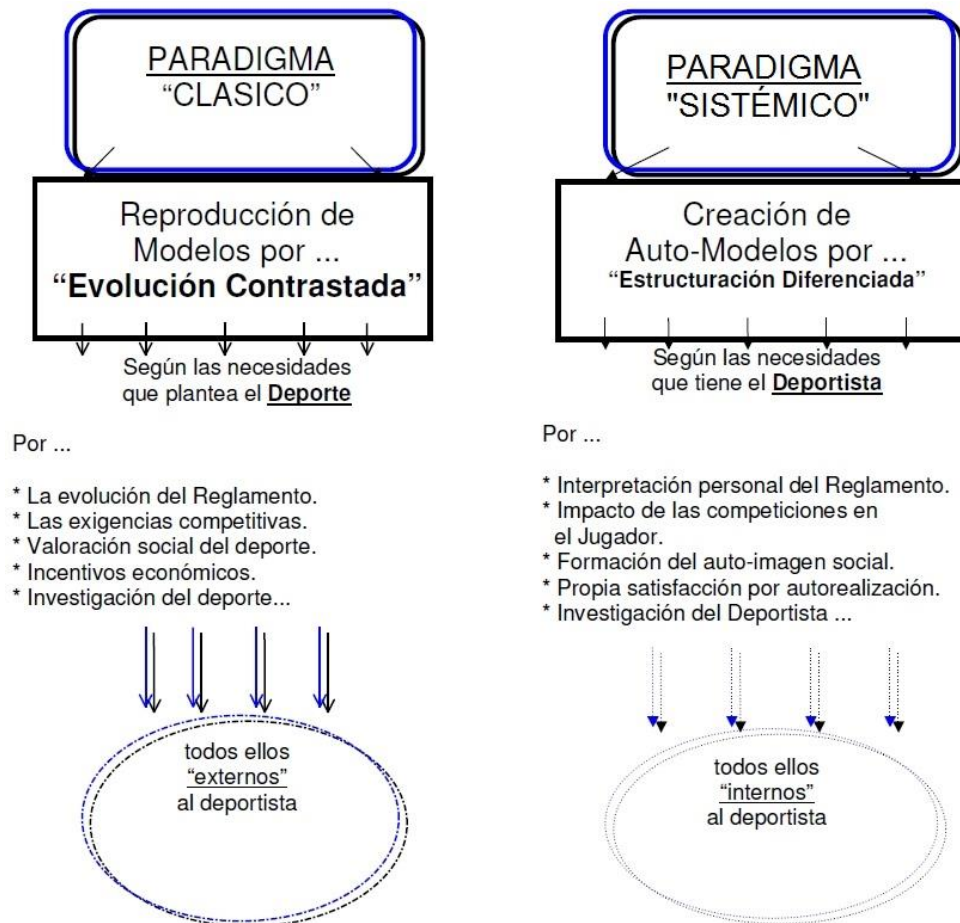 PARADIGMA
“CLASICO”
Reproducción de
Modelos por ...
“Evolución Contrastada”
Según las necesidades
que plantea el Deporte
Por ...
* La evolución del Reglamento.
* Las exigencias competitivas.
* Valoración social del deporte.
* Incentivos económicos.
* Investigación del deporte...
todos ellos
“externos”
al deportista
PARADIGMA
"SISTÉMICO"
Creación de
Auto-Modelos por ...
“Estructuración Diferenciada”
Según las necesidades
que tiene el Deportista
Por ...
* Interpretación personal del Reglamento.
* Impacto de las competiciones en
el Jugador.
* Formación del auto-imagen social.
* Propia satisfacción por autorealización.
* Investigación del Deportista ...
todos ellos
“internos”
al deportista